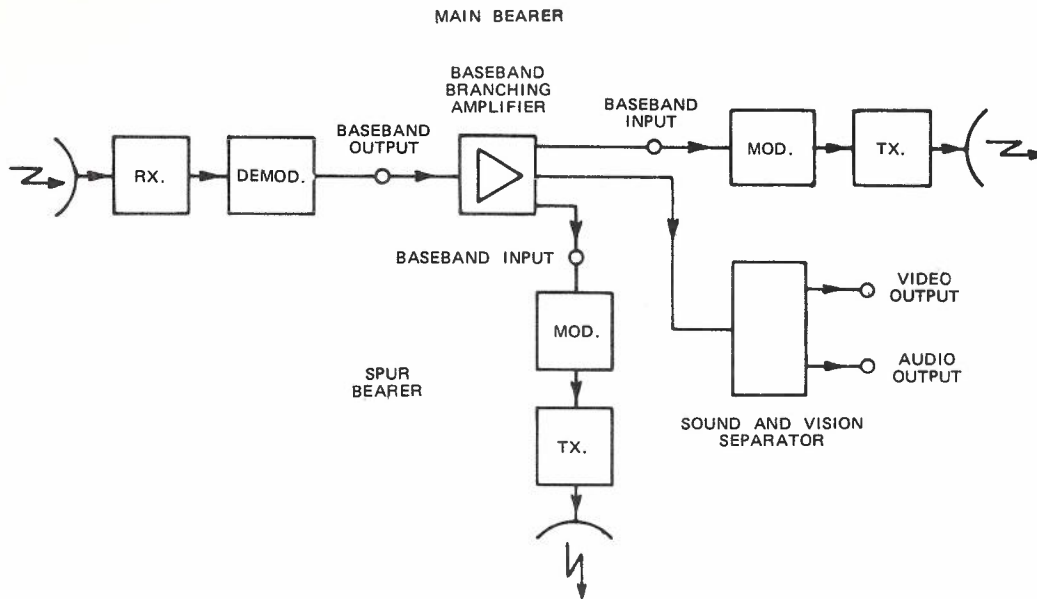 MAIN BEARER
BASEBAND
BRANCHING
AMPLIFIER
BASEBAND
INPUT
BASEBAND
OUTPUT
RX.
DEMOD.
MOD.
TX.
BASEBAND INPUT
MOD.
VIDEO
OUTPUT
SPUR
BEARER
AUDIO
OUTPUT
TX.
SOUND AND VISION
SEPARATOR